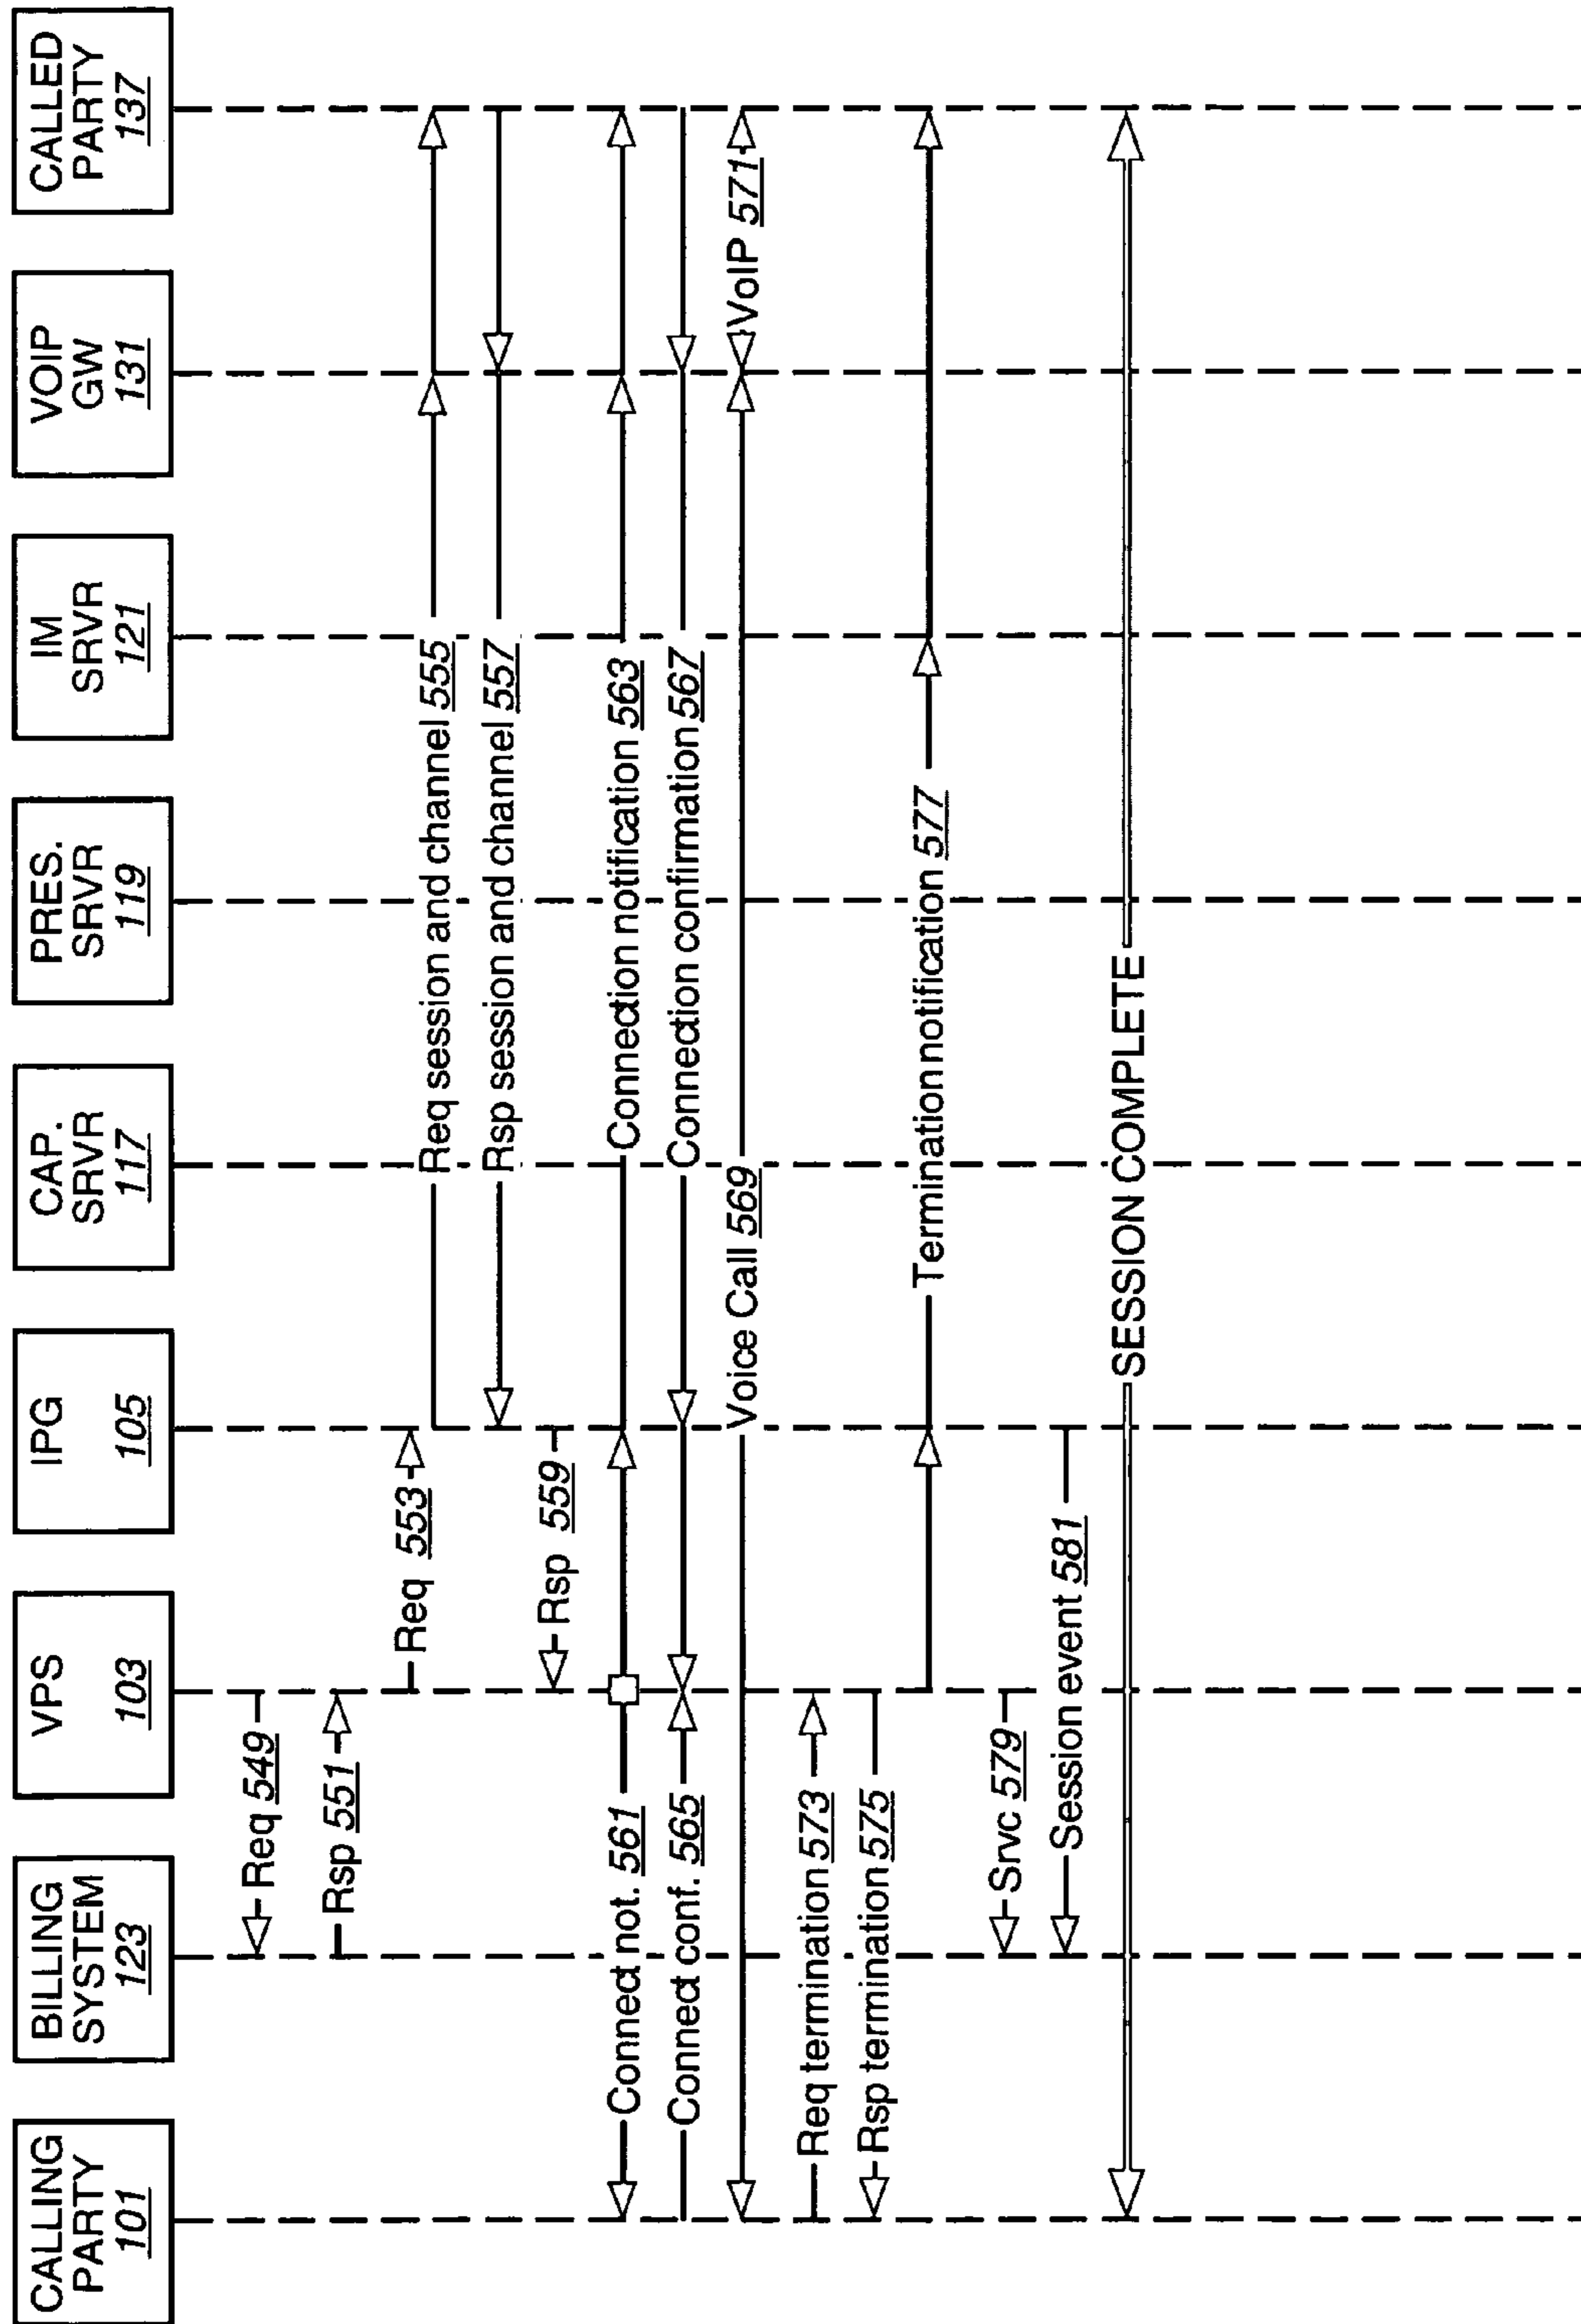 CALLING
PARTY
101
BILLING
SYSTEM
123
VPS
103
IPG
105
CAP.
SRVR
117
PRES.
SRVR
119
IM
SRVR
121
VOIP
GW
131
CALLED
PARTY
137
Req 549
Rsp 551
Req 553
Req session and channel 555
Rsp session and channel 557
Rsp 559
Connect not. 561
Connection notification 563
Connect conf. 565
Connection confirmation 567
Voice Call 569
VoIP 571
Req termination 573
Rsp termination 575
Termination notification 577
Srvc 579
Session event 581
SESSION COMPLETE